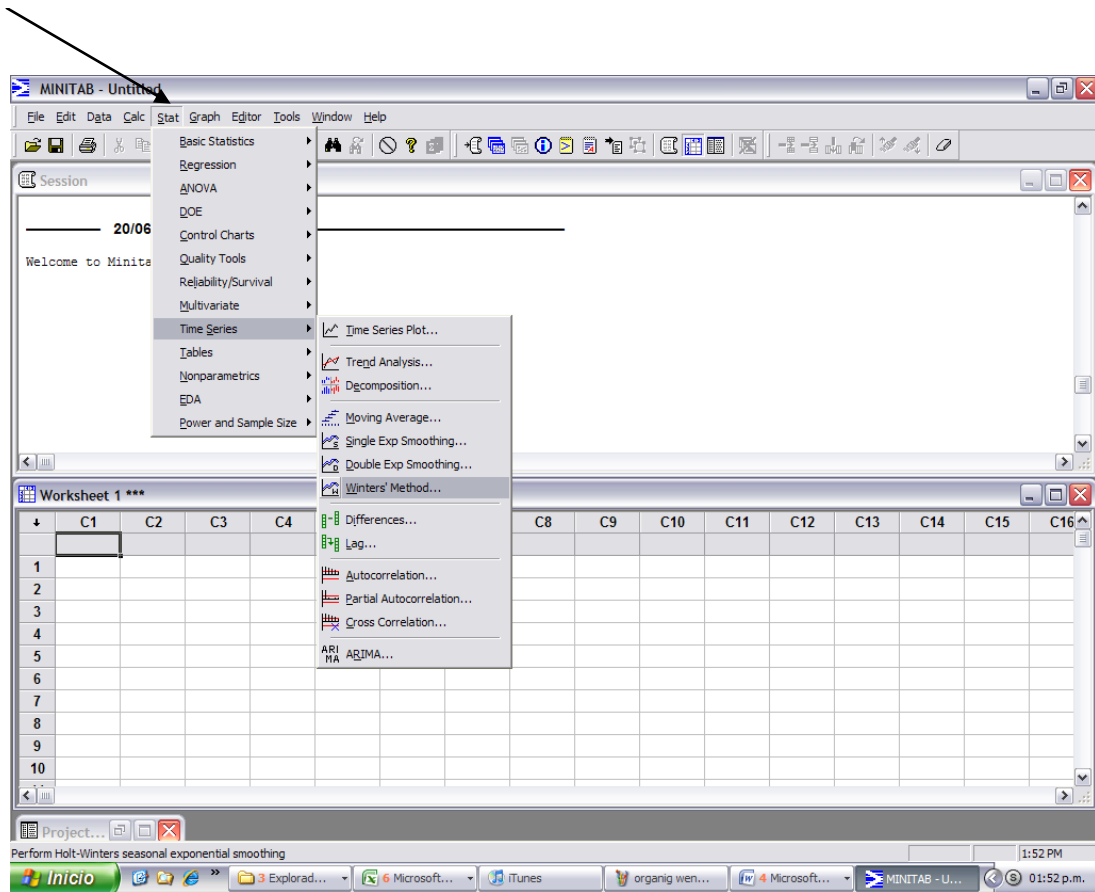 MINITAB - Untitled
File Edit Data Calc Stat Graph Editor Tools Window Help
Session
20/06
Welcome to Minita
Basic Statistics
Regression
ANOVA
DOE
Control Charts
Quality Tools
Reliability/Survival
Multivariate
Time Series
Tables
Nonparametrics
EDA
Power and Sample Size
Time Series Plot...
Trend Analysis...
Decomposition...
Moving Average...
Single Exp Smoothing...
Double Exp Smoothing...
Winters' Method...
Differences...
Lag...
Autocorrelation...
Partial Autocorrelation...
Cross Correlation...
ARIMA ARIMA...
Worksheet 1 ***
C1 C2 C3 C4 C8 C9 C10 C11 C12 C13 C14 C15 C16
1
2
3
4
5
6
7
8
9
10
Project...
Perform Holt-Winters seasonal exponential smoothing 1:52 PM
Inicio 3 Explorad... 6 Microsoft... iTunes organig wen... 4 Microsoft... MINITAB - U... 01:52 p.m.